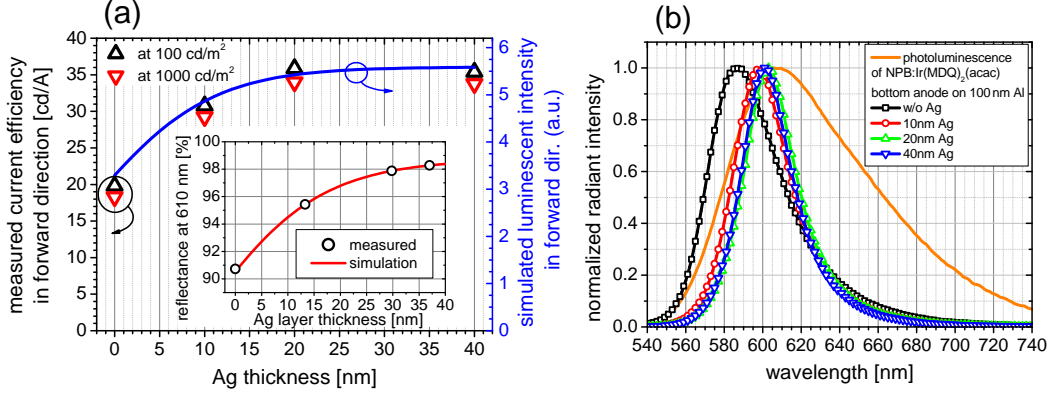 (a)
measured current efficiency
in forward direction [cd/A]
40
35
30
25
20
15
10
5
0
at 100 cd/m²
at 1000 cd/m²
6
5
4
3
2
1
0
simulated luminescent intensity
in forward dir. (a.u.)
0
10
20
30
40
Ag thickness [nm]
reflectance at 610 nm [%]
100
98
96
94
92
90
measured
simulation
0
5
10
15
20
25
30
35
40
Ag Layer thickness [nm]
(b)
normalized radiant intensity
1.0
0.8
0.6
0.4
0.2
0.0
photoluminescence
of NPB:Ir(MDQ)₂(acac)
bottom anode on 100 nm Al
w/o Ag
10nm Ag
20nm Ag
40nm Ag
540
560
580
600
620
640
660
680
700
720
740
wavelength [nm]